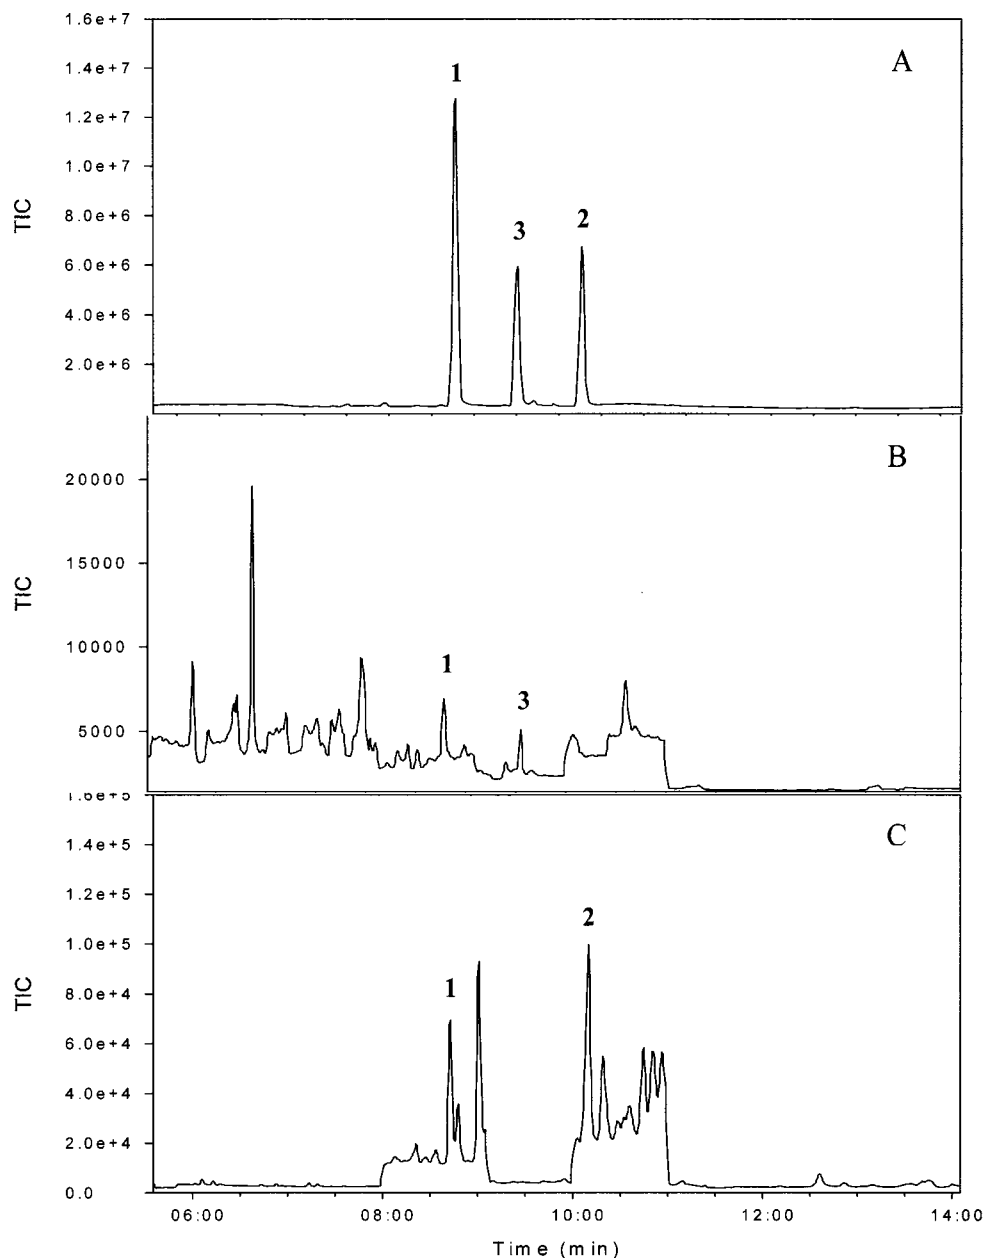 1.6e+7
A
1.4e+7
1
1.2e+7
1.0e+7
TIC
8.0e+6
3
2
6.0e+6
4.0e+6
2.0e+6
B
20000
15000
TIC
10000
1
3
5000
1.6e+5
C
1.4e+5
1.2e+5
2
1.0e+5
TIC
1
8.0e+4
6.0e+4
4.0e+4
2.0e+4
0.0
06:00 08:00 10:00 12:00 14:00
Time (min)